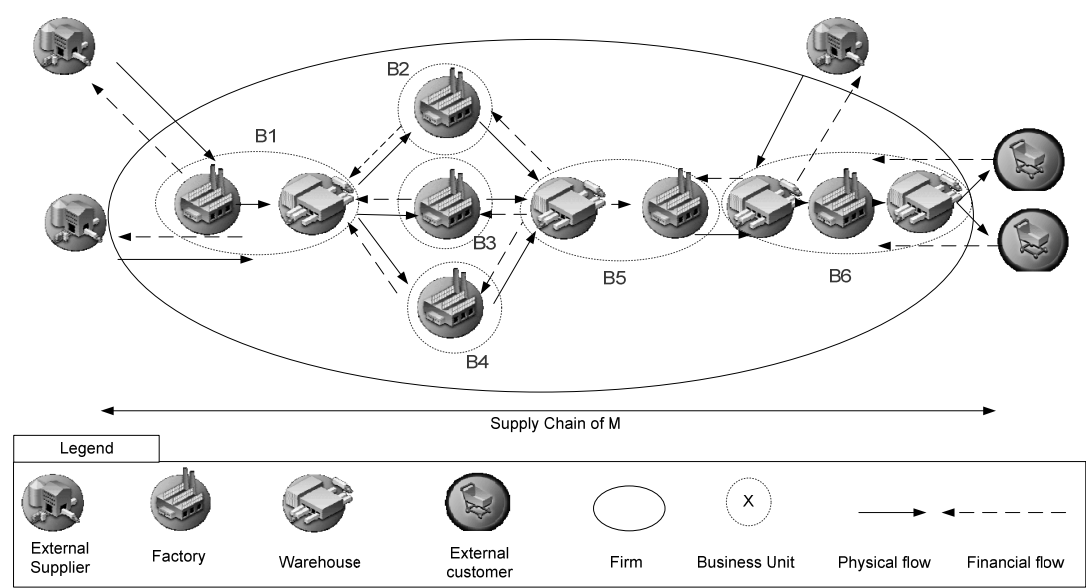 B2
B1
B3
B5
B6
B4
Supply Chain of M
Legend
X
External
Supplier
Factory
Warehouse
External
customer
Firm
Business Unit
Physical flow
Financial flow